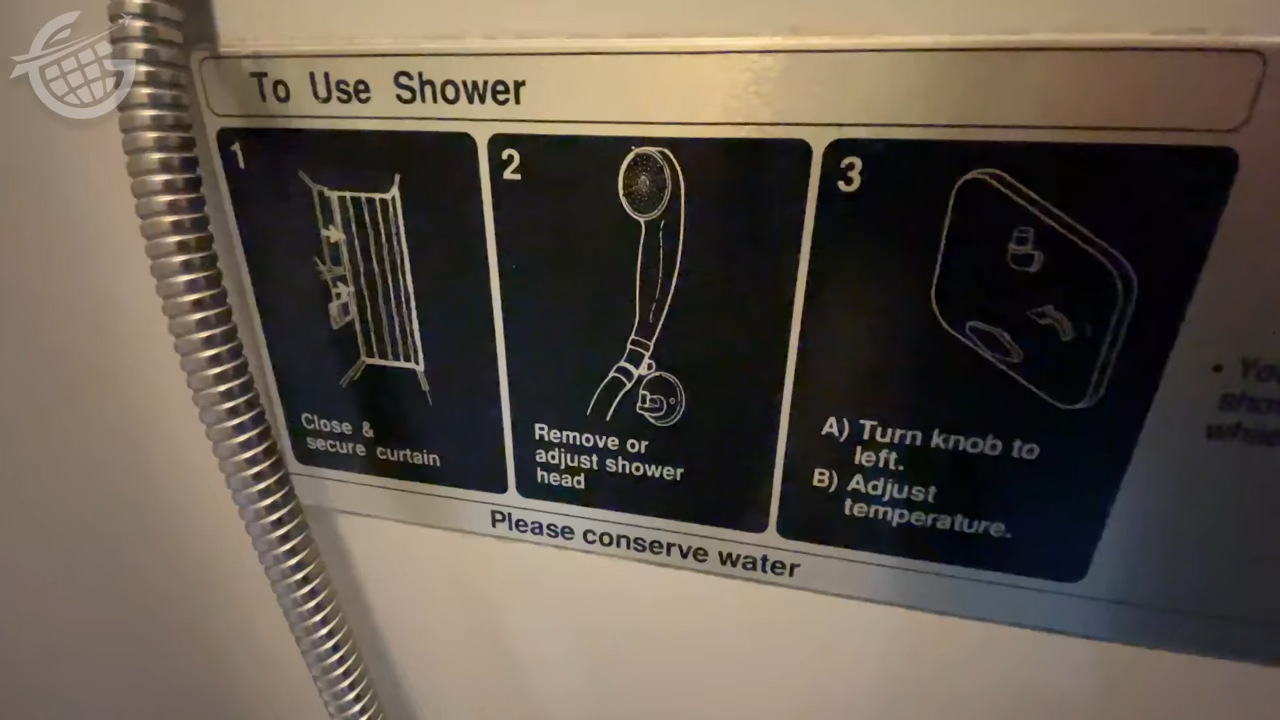 To Use Shower
1
Close &
secure curtain
2
Remove or
adjust shower
head
3
A) Turn knob to
left.
B) Adjust
temperature.
Please conserve water